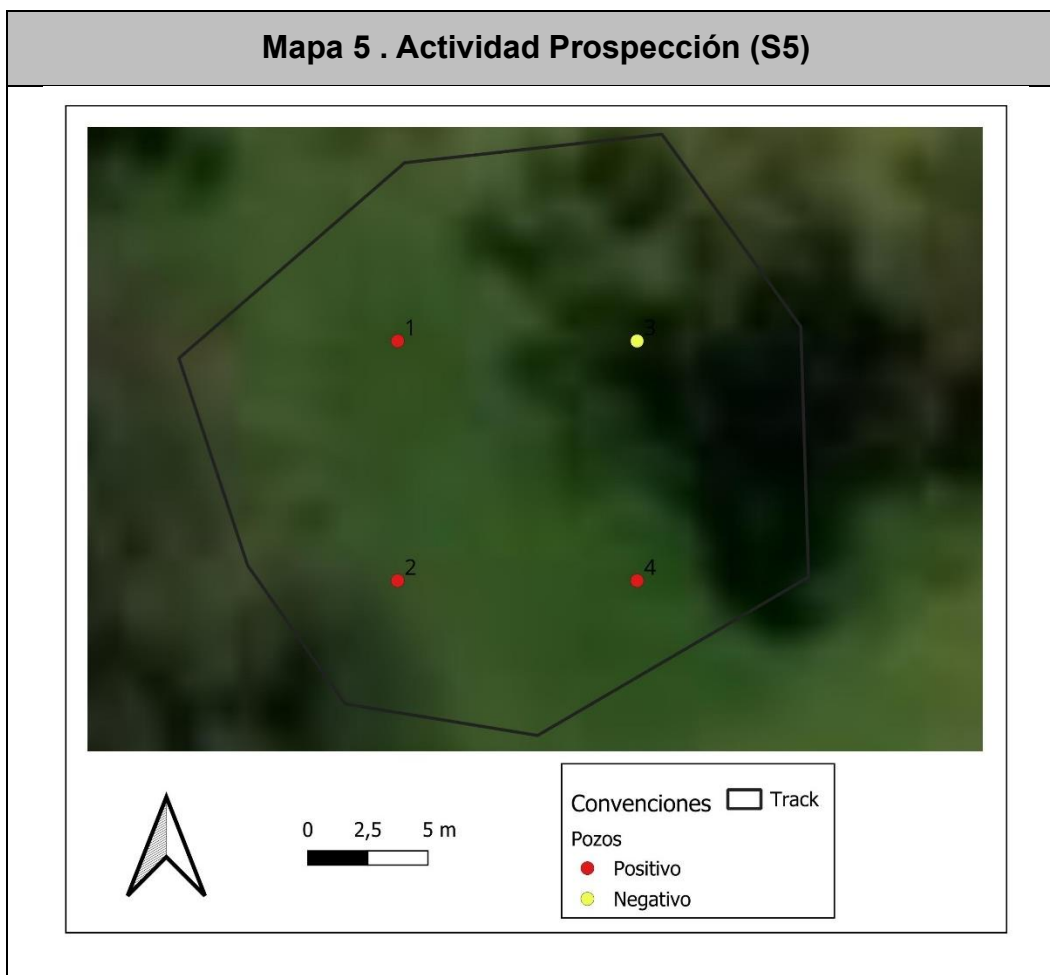 Mapa 5 . Actividad Prospección (S5)
1
3
2
4
0 2,5 5 m
Convenciones Track
Pozos
Positivo
Negativo